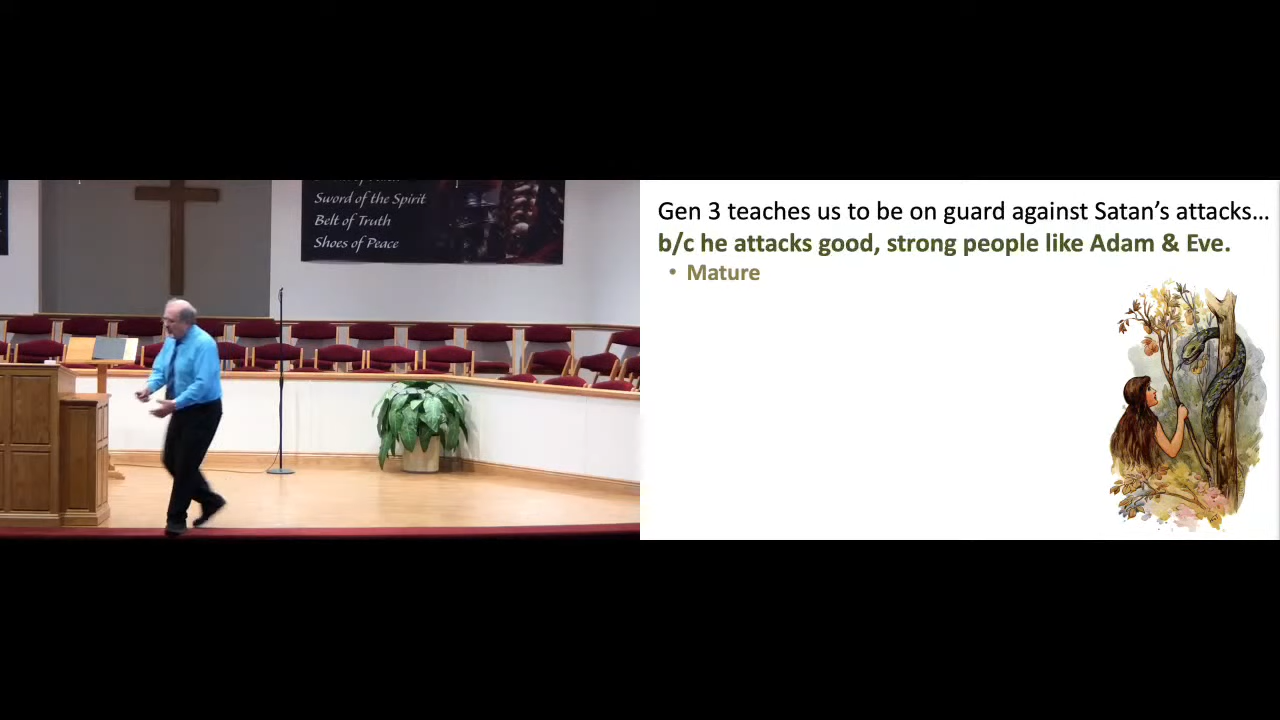 Sword of the Spirit
Belt of Truth
Shoes of Peace
Gen 3 teaches us to be on guard against Satan's attacks…
b/c he attacks good, strong people like Adam & Eve.
• Mature